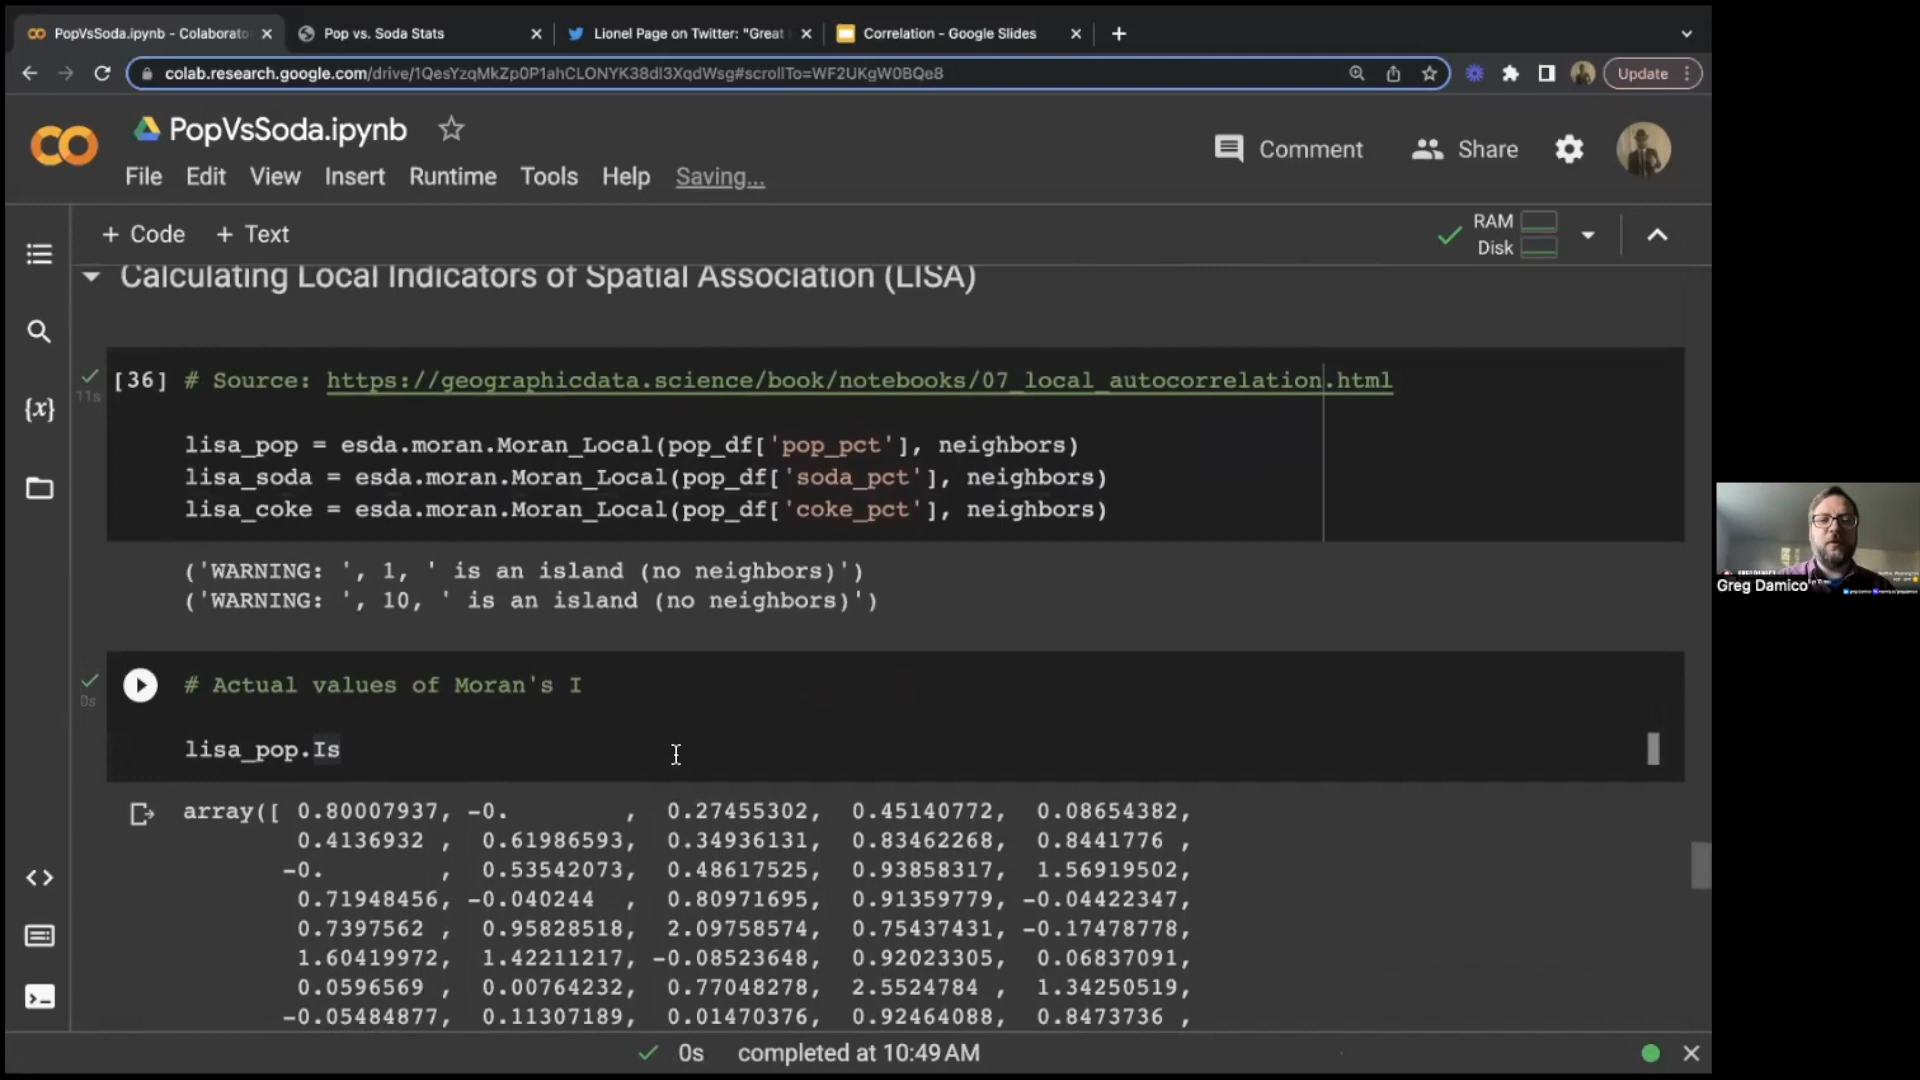 PopVsSoda.ipynb - Colaborato
Pop vs. Soda Stats
Lionel Page on Twitter: "Great
Correlation - Google Slides
colab.research.google.com/drive/1QesYzqMkZp0P1ahCLONYK38dI3XqdWsg#scrollTo=WF2UKgW0BQe8
Update
PopVsSoda.ipynb
Comment
Share
File Edit View Insert Runtime Tools Help Saving...
+ Code + Text
RAM
Disk
Calculating Local Indicators of Spatial Association (LISA)
[36] # Source: https://geographicdata.science/book/notebooks/07_local_autocorrelation.html
11s
lisa_pop = esda.moran.Moran_Local(pop_df['pop_pct'], neighbors)
lisa_soda = esda.moran.Moran_Local(pop_df['soda_pct'], neighbors)
lisa_coke = esda.moran.Moran_Local(pop_df['coke_pct'], neighbors)
('WARNING: ', 1, ' is an island (no neighbors)')
('WARNING: ', 10, ' is an island (no neighbors)')
Greg Damico
# Actual values of Moran's I
0s
lisa_pop.Is
array([ 0.80007937, -0. , 0.27455302, 0.45140772, 0.08654382,
0.4136932 , 0.61986593, 0.34936131, 0.83462268, 0.8441776 ,
-0. , 0.53542073, 0.48617525, 0.93858317, 1.56919502,
0.71948456, -0.040244 , 0.80971695, 0.91359779, -0.04422347,
0.7397562 , 0.95828518, 2.09758574, 0.75437431, -0.17478778,
1.60419972, 1.42211217, -0.08523648, 0.92023305, 0.06837091,
0.0596569 , 0.00764232, 0.77048278, 2.5524784 , 1.34250519,
-0.05484877, 0.11307189, 0.01470376, 0.92464088, 0.8473736 ,
0s completed at 10:49 AM